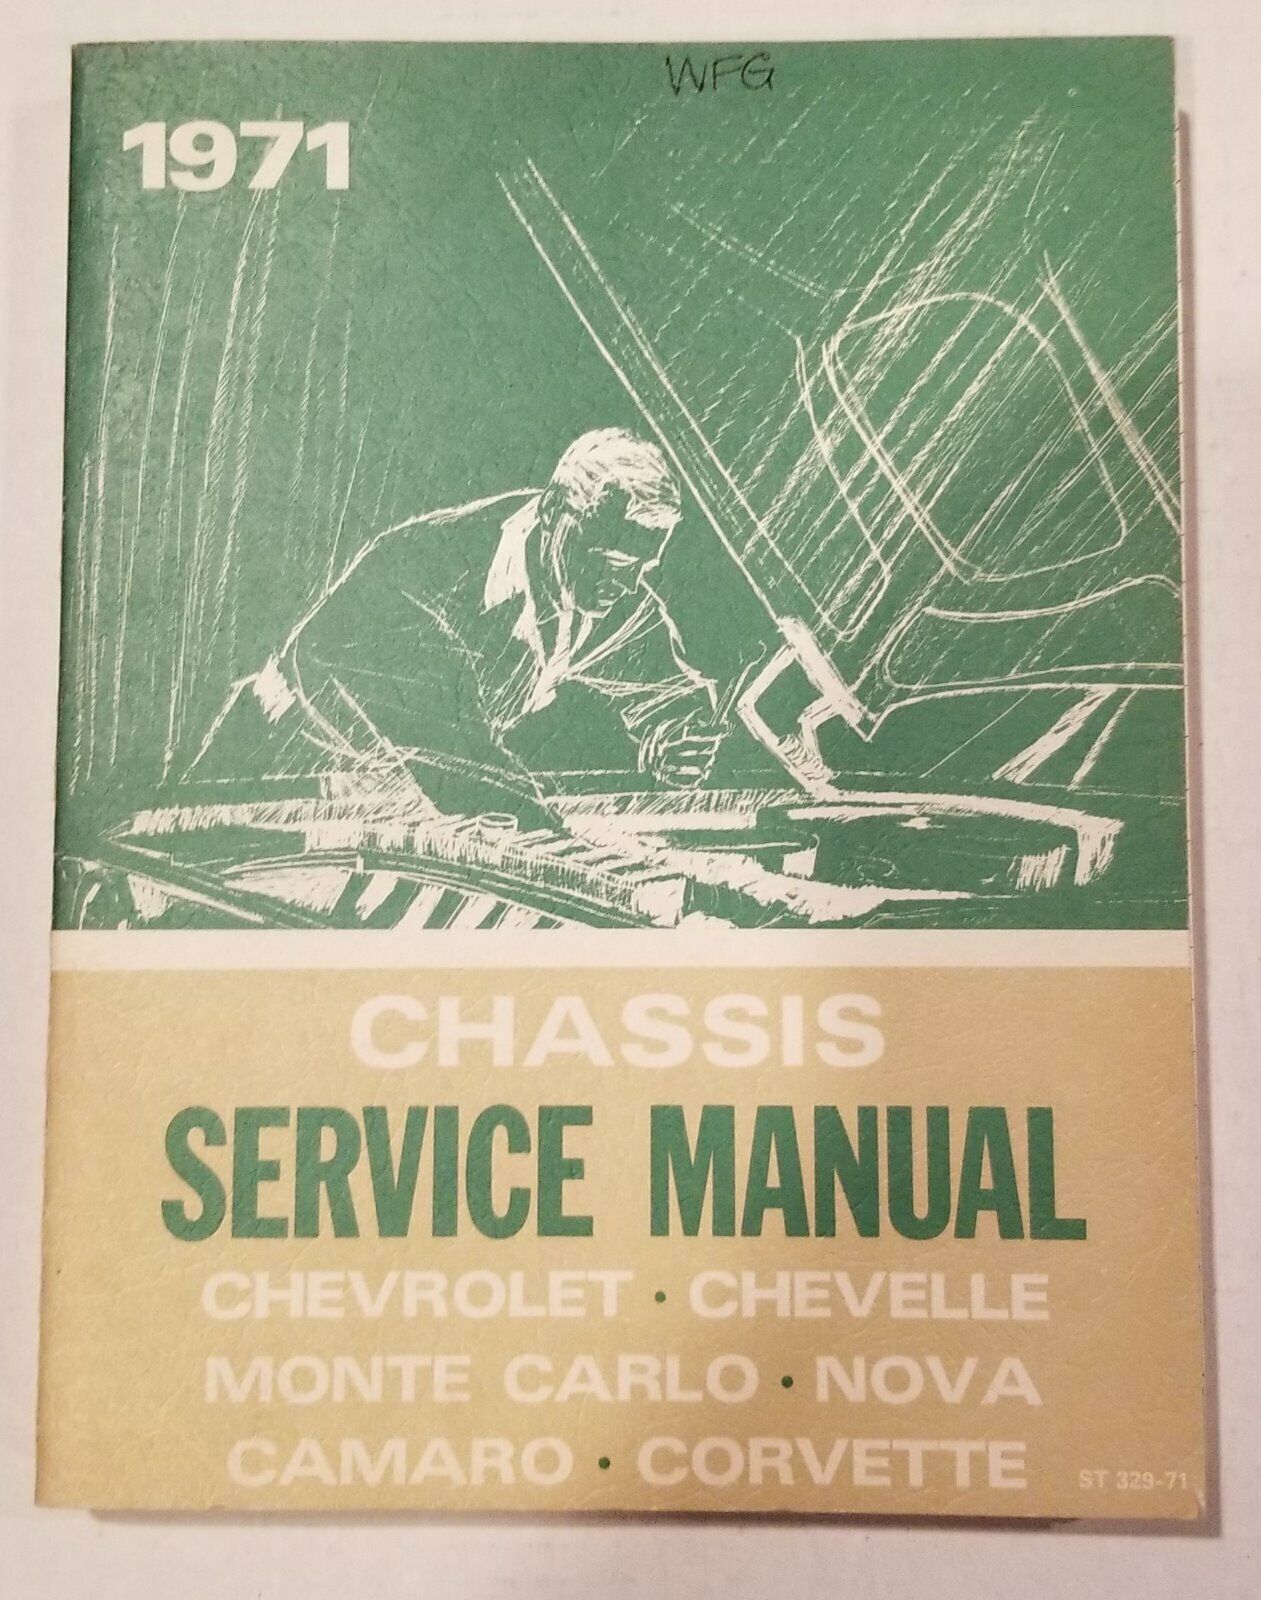 WFG
1971
CHASSIS
SERVICE MANUAL
CHEVROLET • CHEVELLE
MONTE CARLO • NOVA
CAMARO • CORVETTE
ST 329-71